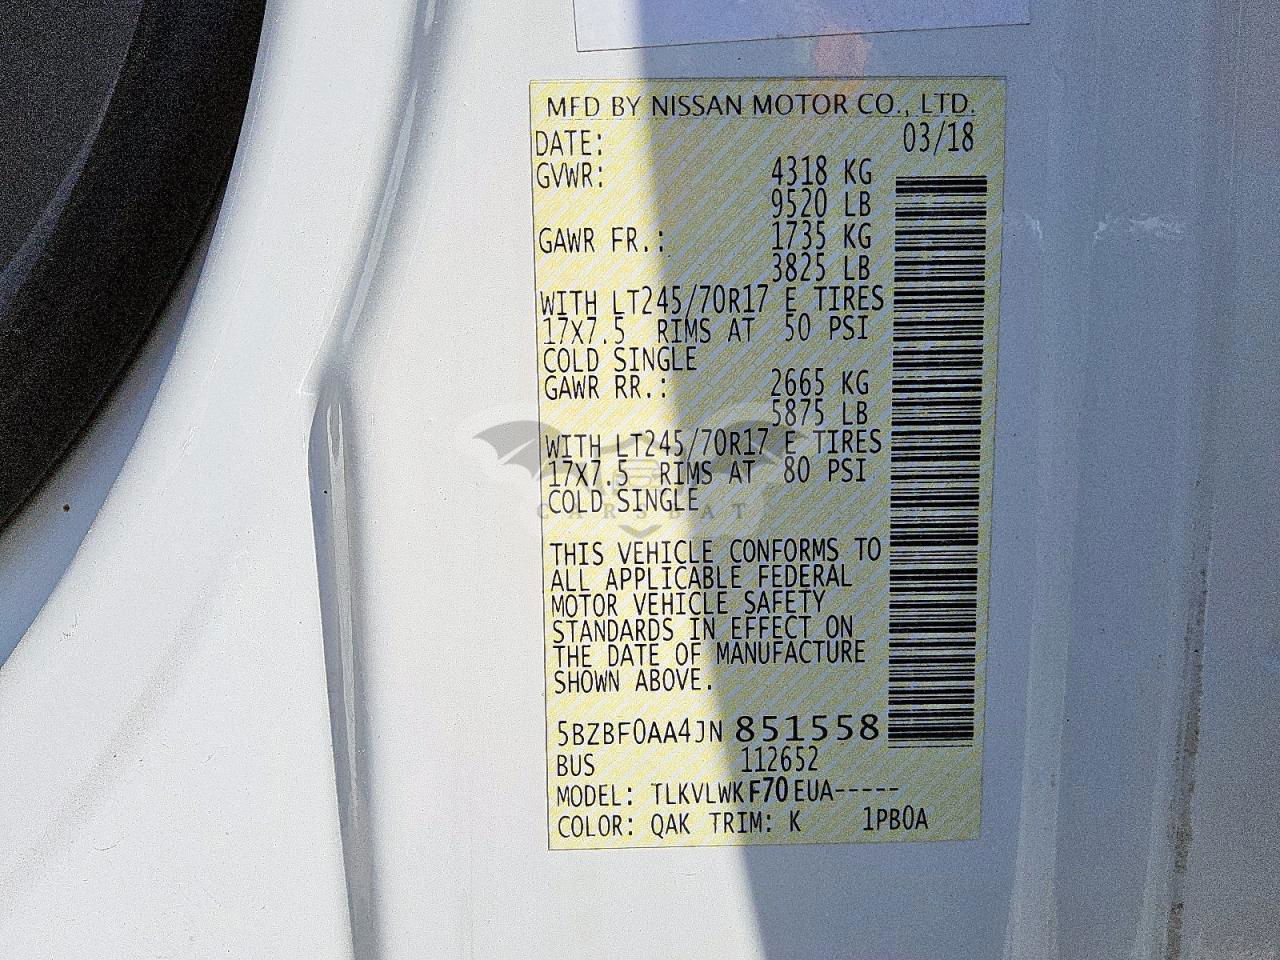 MFD BY NISSAN MOTOR CO., LTD.
DATE: 03/18
GVWR: 4318 KG
9520 LB
GAWR FR.: 1735 KG
3825 LB
WITH LT245/70R17 E TIRES
17X7.5 RIMS AT 50 PSI
COLD SINGLE
GAWR RR.: 2665 KG
5875 LB
WITH LT245/70R17 E TIRES
17X7.5 RIMS AT 80 PSI
COLD SINGLE
CARSBAT
THIS VEHICLE CONFORMS TO
ALL APPLICABLE FEDERAL
MOTOR VEHICLE SAFETY
STANDARDS IN EFFECT ON
THE DATE OF MANUFACTURE
SHOWN ABOVE.
5BZBF0AA4JN851558
BUS 112652
MODEL: TLKVLWKF70EUA-----
COLOR: QAK TRIM: K 1PB0A